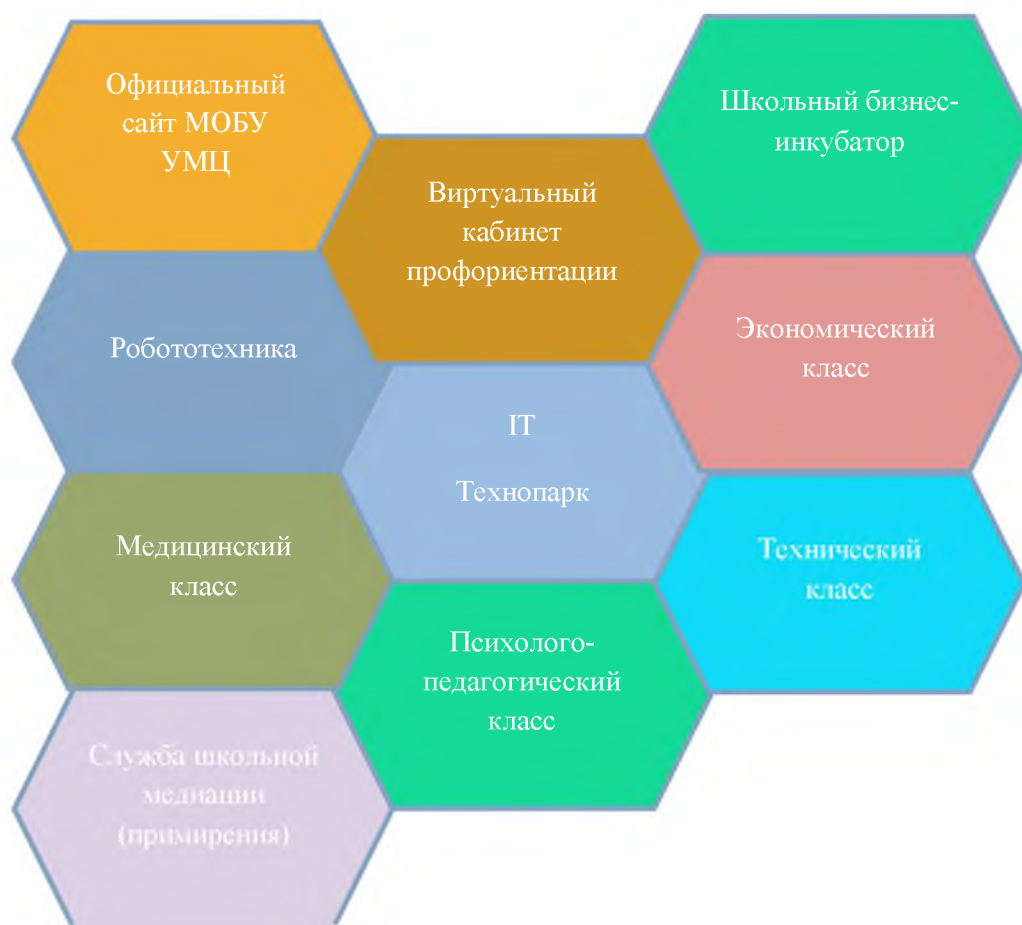 Официальный
сайт МОБУ
УМЦ
Виртуальный
кабинет
профориентации
Школьный бизнес-
инкубатор
Робототехника
IT
Технопарк
Экономический
класс
Медицинский
класс
Психолого-
педагогический
класс
Технический
класс
Служба школьной
медиации
(примирения)